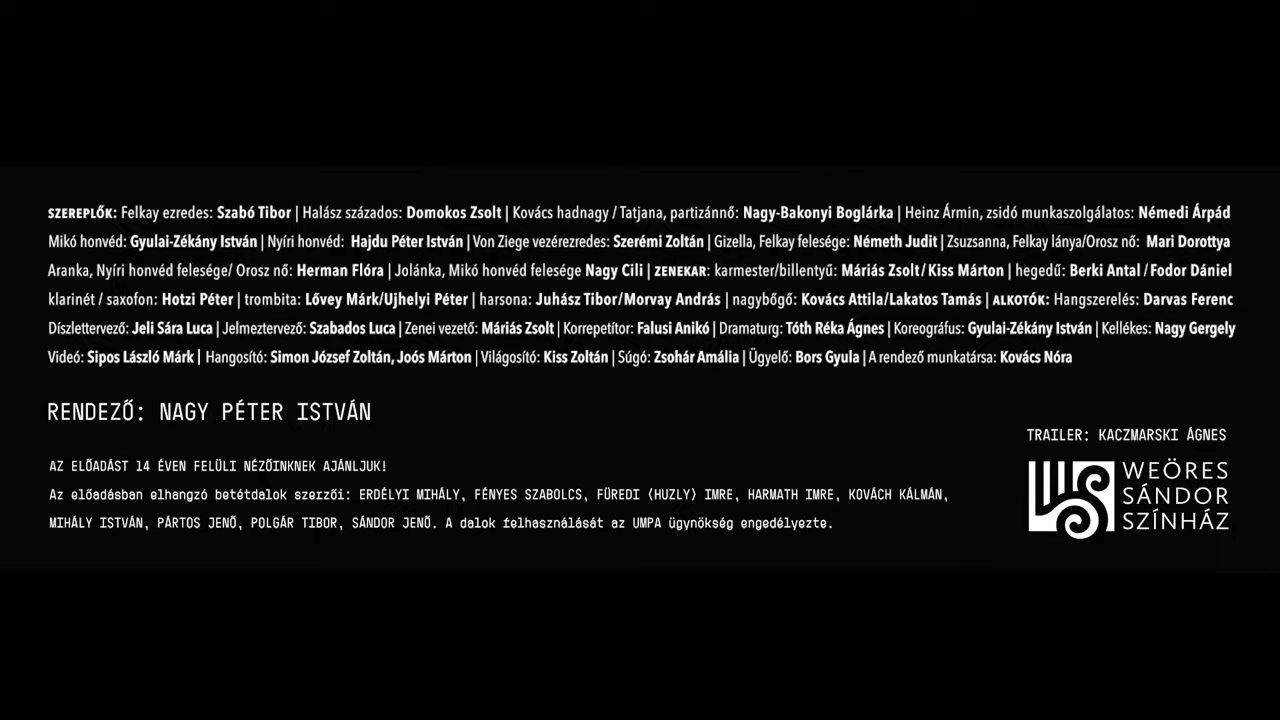 SZEREPLŐK: Felkay ezredes: Szabó Tibor | Halász százados: Domokos Zsolt | Kovács hadnagy / Tatjana, partizánnő: Nagy-Bakonyi Boglárka | Heinz Ármin, zsidó munkaszolgálatos: Némedi Árpád
Mikó honvéd: Gyulai-Zékány István | Nyíri honvéd: Hajdu Péter István | Von Ziege vezérezredes: Szerémi Zoltán | Gizella, Felkay felesége: Németh Judit | Zsuzsanna, Felkay lánya/Orosz nő: Mari Dorottya
Aranka, Nyíri honvéd felesége/ Orosz nő: Herman Flóra | Jolánka, Mikó honvéd felesége Nagy Cili | ZENEKAR: karmester/billentyű: Máriás Zsolt/Kiss Márton | hegedű: Berki Antal / Fodor Dániel
klarinét / saxofon: Hotzi Péter | trombita: Lővey Márk/Ujhelyi Péter | harsona: Juhász Tibor/Morvay András | nagybőgő: Kovács Attila/Lakatos Tamás | ALKOTÓK: Hangszerelés: Darvas Ferenc
Díszlettervező: Jeli Sára Luca | Jelmeztervező: Szabados Luca | Zenei vezető: Máriás Zsolt | Korrepetítor: Falusi Anikó | Dramaturg: Tóth Réka Ágnes | Koreográfus: Gyulai-Zékány István | Kellékes: Nagy Gergely
Videó: Sipos László Márk | Hangosító: Simon József Zoltán, Joós Márton | Világosító: Kiss Zoltán | Súgó: Zsohár Amália | Ügyelő: Bors Gyula | A rendező munkatársa: Kovács Nóra
RENDEZŐ: NAGY PÉTER ISTVÁN
TRAILER: KACZMARSKI ÁGNES
AZ ELŐADÁST 14 ÉVEN FELÜLI NÉZŐINKNEK AJÁNLJUK!
Az előadásban elhangzó betétdalok szerzői: ERDÉLYI MIHÁLY, FÉNYES SZABOLCS, FÜREDI (HUZLY) IMRE, HARMATH IMRE, KOVÁCH KÁLMÁN,
MIHÁLY ISTVÁN, PÁRTOS JENŐ, POLGÁR TIBOR, SÁNDOR JENŐ. A dalok felhasználását az UMPA ügynökség engedélyezte.
WEÖRES
SÁNDOR
SZÍNHÁZ